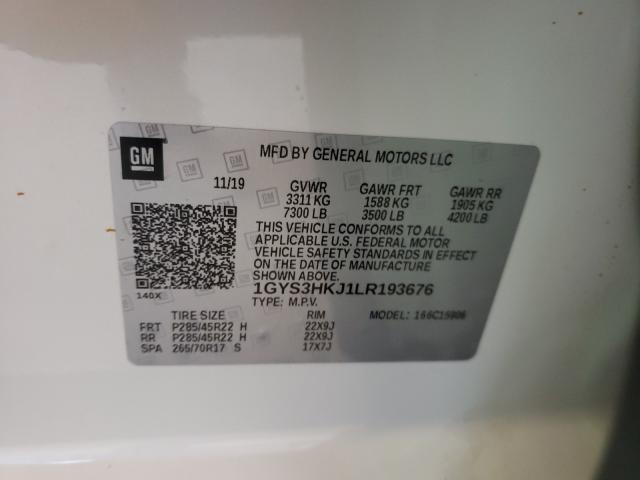 GM
MFD BY GENERAL MOTORS LLC
11/19 GVWR GAWR FRT GAWR RR
3311 KG 1588 KG 1905 KG
7300 LB 3500 LB 4200 LB
THIS VEHICLE CONFORMS TO ALL
APPLICABLE U.S. FEDERAL MOTOR
VEHICLE SAFETY STANDARDS IN EFFECT
ON THE DATE OF MANUFACTURE
SHOWN ABOVE.
140X 1GYS3HKJ1LR193676
TYPE: M.P.V.
TIRE SIZE RIM MODEL:
FRT P285/45R22 H 22X9J
RR P285/45R22 H 22X9J
SPA 265/70R17 S 17X7J